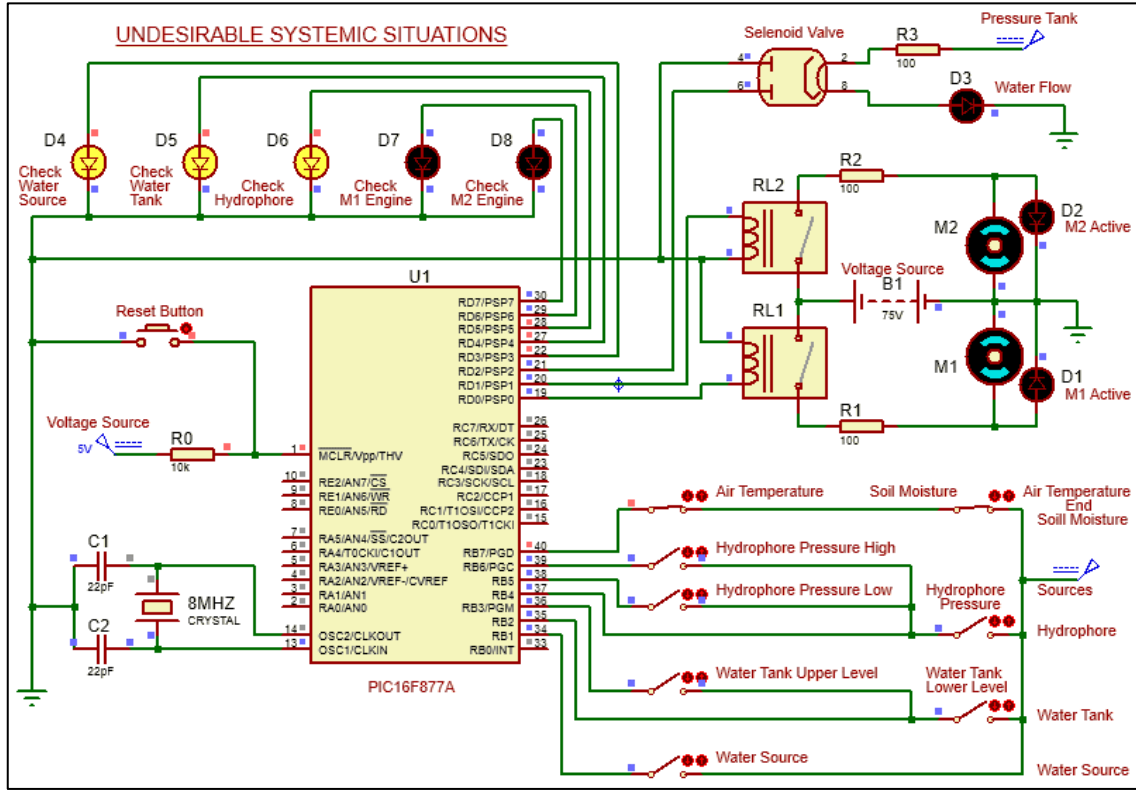 UNDESIRABLE SYSTEMIC SITUATIONS
Pressure Tank
Selenoid Valve
R3
100
4
2
6
8
D3
Water Flow
D4
D5
D6
D7
D8
Check
Water
Source
Check
Water
Tank
Check
Hydrophore
Check
M1 Engine
Check
M2 Engine
R2
100
RL2
M2
D2
M2 Active
Voltage Source
B1
75V
RL1
M1
D1
M1 Active
R1
100
U1
Reset Button
Voltage Source
5V
R0
10k
1
MCLR/Vpp/THV
10
RE2/AN7/CS
9
RE1/AN6/WR
8
RE0/AN5/RD
7
RA5/AN4/SS/C2OUT
6
RA4/T0CKI/C1OUT
5
RA3/AN3/VREF+
4
RA2/AN2/VREF-/CVREF
3
RA1/AN1
2
RA0/AN0
14
OSC2/CLKOUT
13
OSC1/CLKIN
RD7/PSP7
30
RD6/PSP6
29
RD5/PSP5
28
RD4/PSP4
27
RD3/PSP3
22
RD2/PSP2
21
RD1/PSP1
20
RD0/PSP0
19
RC7/RX/DT
26
RC6/TX/CK
25
RC5/SDO
24
RC4/SDI/SDA
23
RC3/SCK/SCL
18
RC2/CCP1
17
RC1/T1OSI/CCP2
16
RC0/T1OSO/T1CKI
15
RB7/PGD
40
RB6/PGC
39
RB5
38
RB4
37
RB3/PGM
36
RB2
35
RB1
34
RB0/INT
33
PIC16F877A
C1
22pF
C2
22pF
8MHZ
CRYSTAL
Air Temperature
Soil Moisture
Air Temperature
End
Soill Moisture
Hydrophore Pressure High
Hydrophore Pressure Low
Hydrophore
Pressure
Sources
Hydrophore
Water Tank Upper Level
Water Tank
Lower Level
Water Tank
Water Source
Water Source